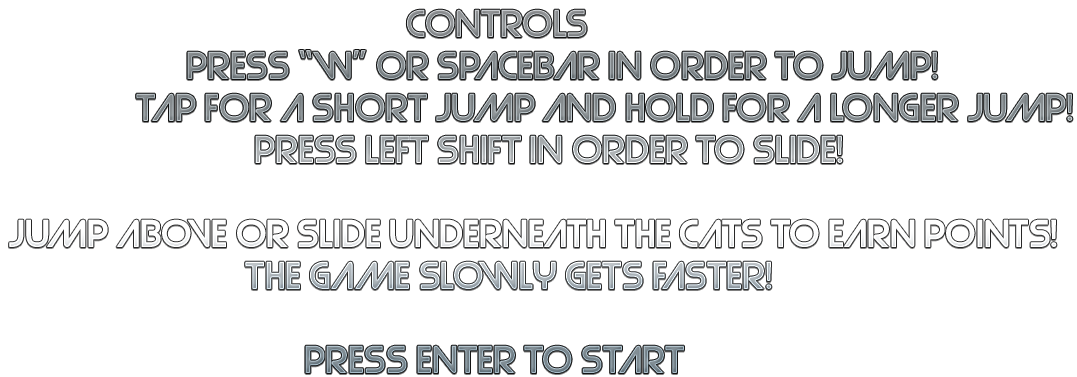 CONTROLS
PRESS "W" OR SPACEBAR IN ORDER TO JUMP!
TAP FOR A SHORT JUMP AND HOLD FOR A LONGER JUMP!
PRESS LEFT SHIFT IN ORDER TO SLIDE!
JUMP ABOVE OR SLIDE UNDERNEATH THE CATS TO EARN POINTS!
THE GAME SLOWLY GETS FASTER!
PRESS ENTER TO START